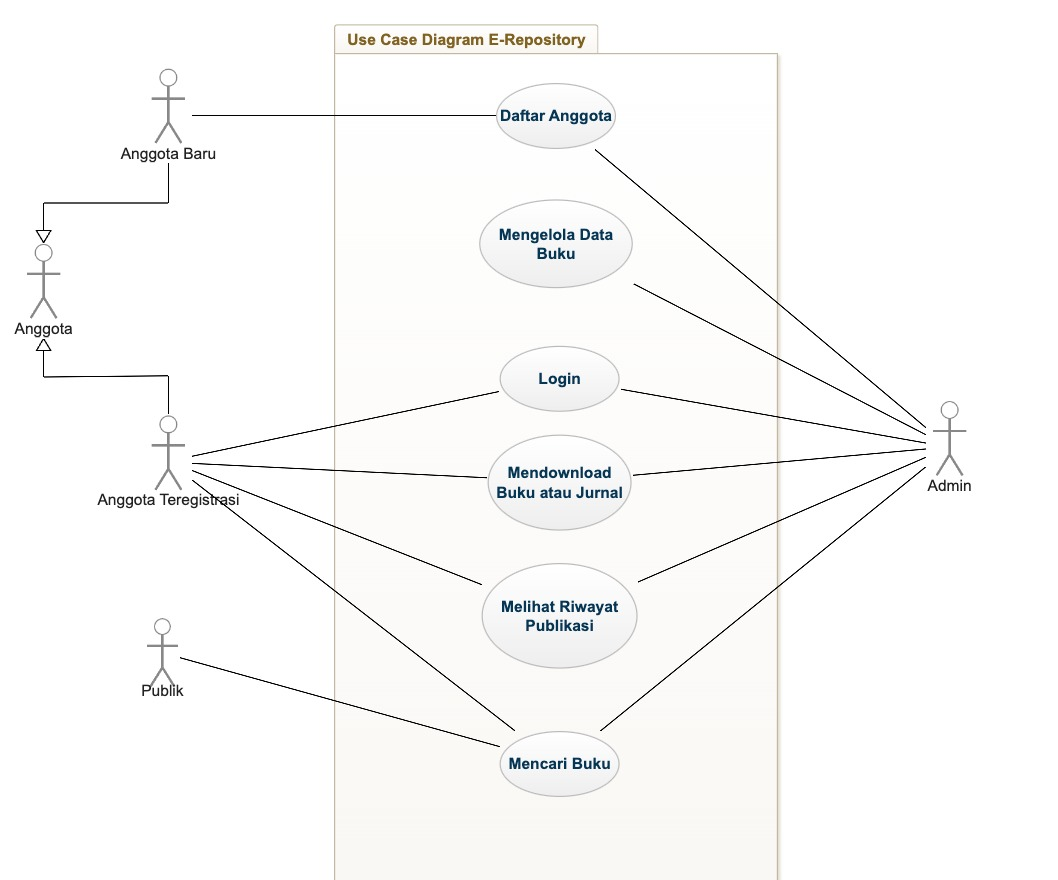 Use Case Diagram E-Repository
Anggota Baru
Daftar Anggota
Mengelola Data
Buku
Anggota
Login
Anggota Teregistrasi
Mendownload
Buku atau Jurnal
Admin
Melihat Riwayat
Publikasi
Publik
Mencari Buku